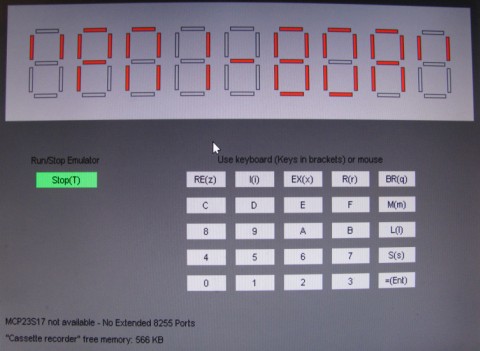 Run/Stop Emulator
Use keyboard (Keys in brackets) or mouse
Stop(T)
RE(z) I(i) EX(x) R(r) BR(q)
C D E F M(m)
8 9 A B L(l)
4 5 6 7 S(s)
0 1 2 3 =(Ent)
MCP23S17 not available - No Extended 8255 Ports
"Cassette recorder" free memory: 566 KB